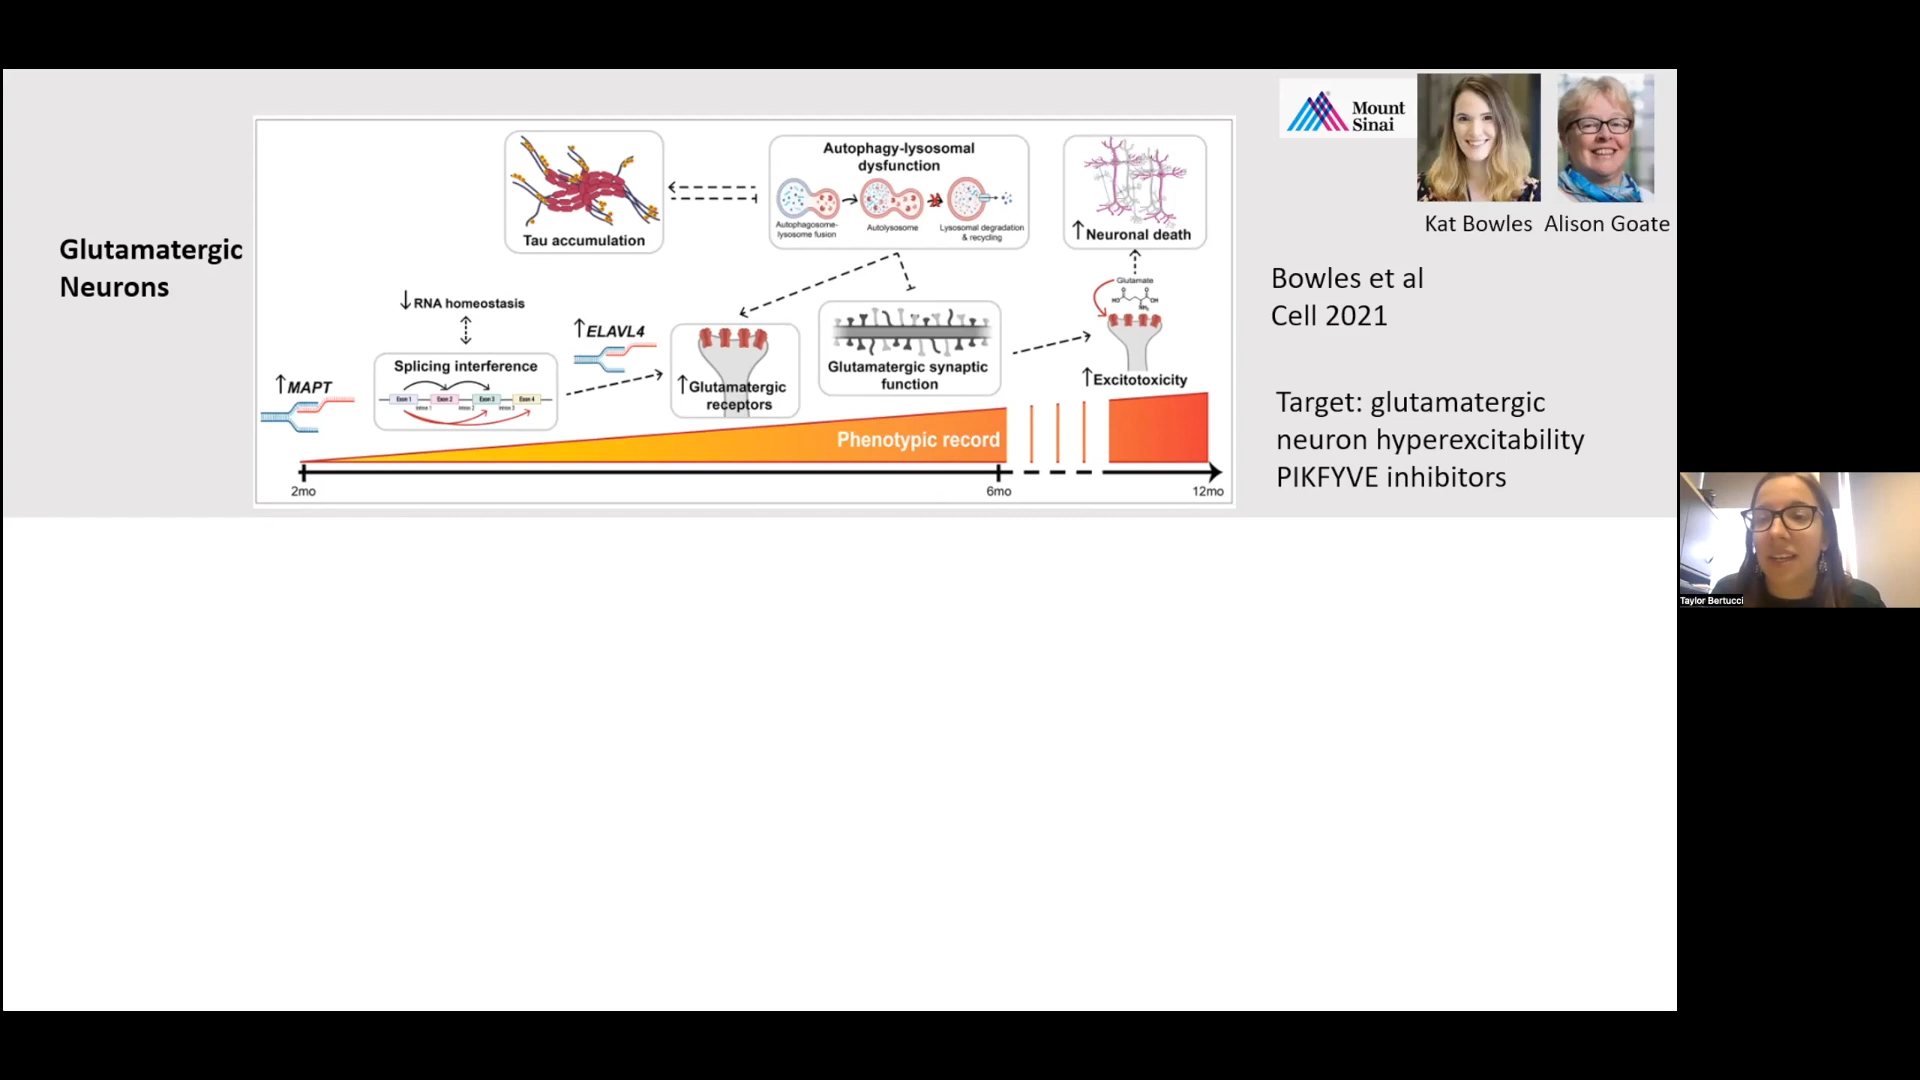 Glutamatergic
Neurons
Tau accumulation
Autophagy-lysosomal
dysfunction
Autophagosome-
lysosome fusion
Autolysosome
Lysosomal degradation
& recycling
↑ Neuronal death
↓ RNA homeostasis
Splicing interference
Exon 1
Exon 2
Exon 3
Exon 4
Intron 1
Intron 2
Intron 3
↑ MAPT
↑ ELAVL4
↑ Glutamatergic
receptors
Glutamatergic synaptic
function
Glutamate
HO
O
O
OH
NH₂
↑ Excitotoxicity
Phenotypic record
2mo
6mo
12mo
Mount
Sinai
Kat Bowles
Alison Goate
Bowles et al
Cell 2021
Target: glutamatergic
neuron hyperexcitability
PIKFYVE inhibitors
Taylor Bertucci